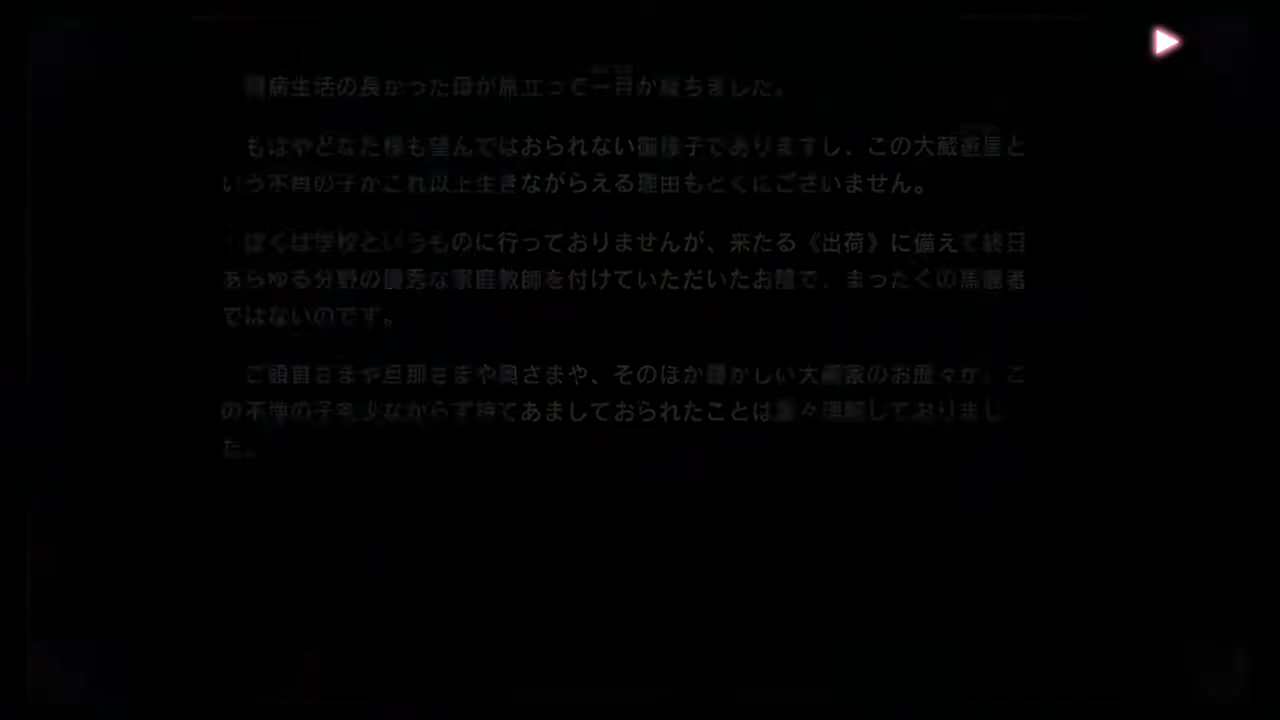 闘病生活の長かった母が旅立って一月が経ちました。
もはやどなた様も望んではおられない御様子でありますし、この大蔵遊星と
いう不肖の子がこれ以上生きながらえる理由もとくにございません。
ぼくは学校というものに行っておりませんが、来たる《出荷》に備えて終日
あらゆる分野の優秀な家庭教師を付けていただいたお陰で、まったくの馬鹿者
ではないのです。
ご頭首さまや旦那さまや奥さまや、そのほか輝かしい大蔵家のお歴々が、こ
の不憫の子を少なからず持てあましておられたことは重々理解しておりまし
た。